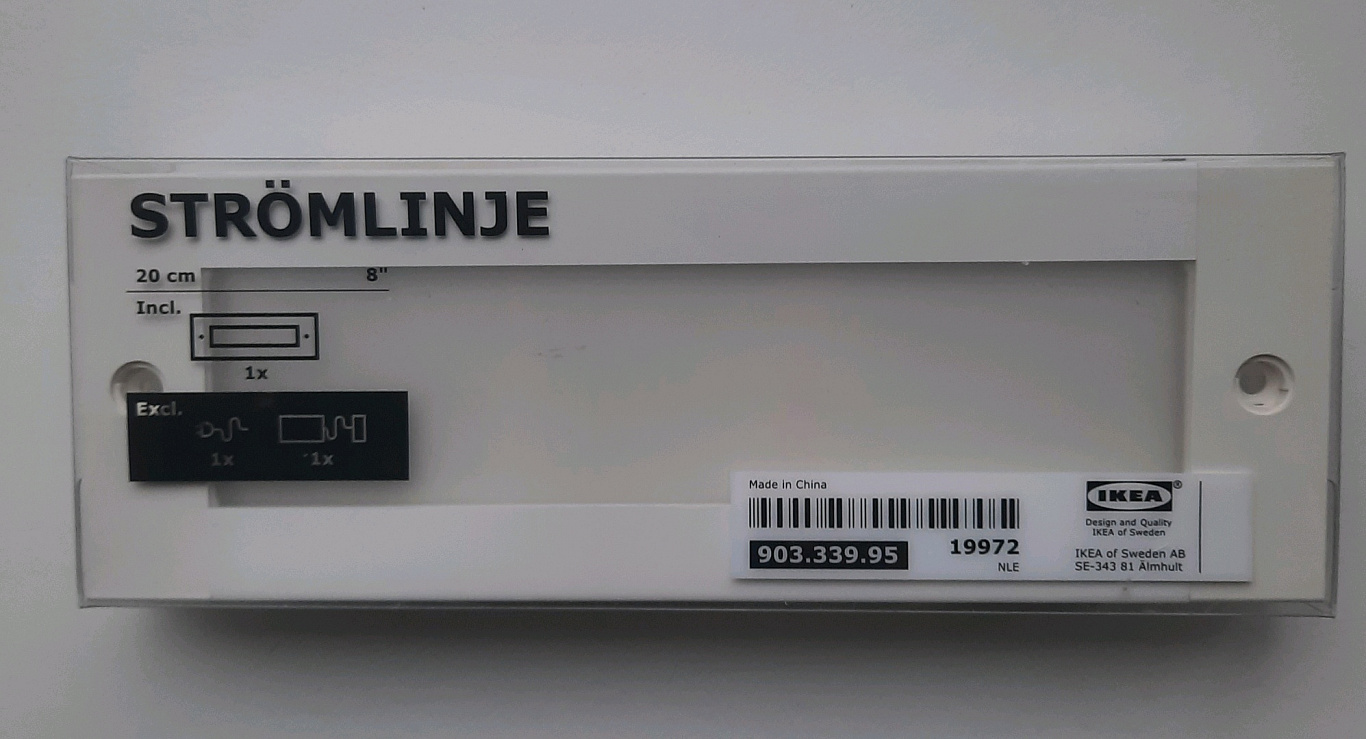 STRÖMLINJE
20 cm 8"
Incl.
1x
Excl.
1x 1x
Made in China
903.339.95
19972
NLE
IKEA®
Design and Quality
IKEA of Sweden
IKEA of Sweden AB
SE-343 81 Älmhult